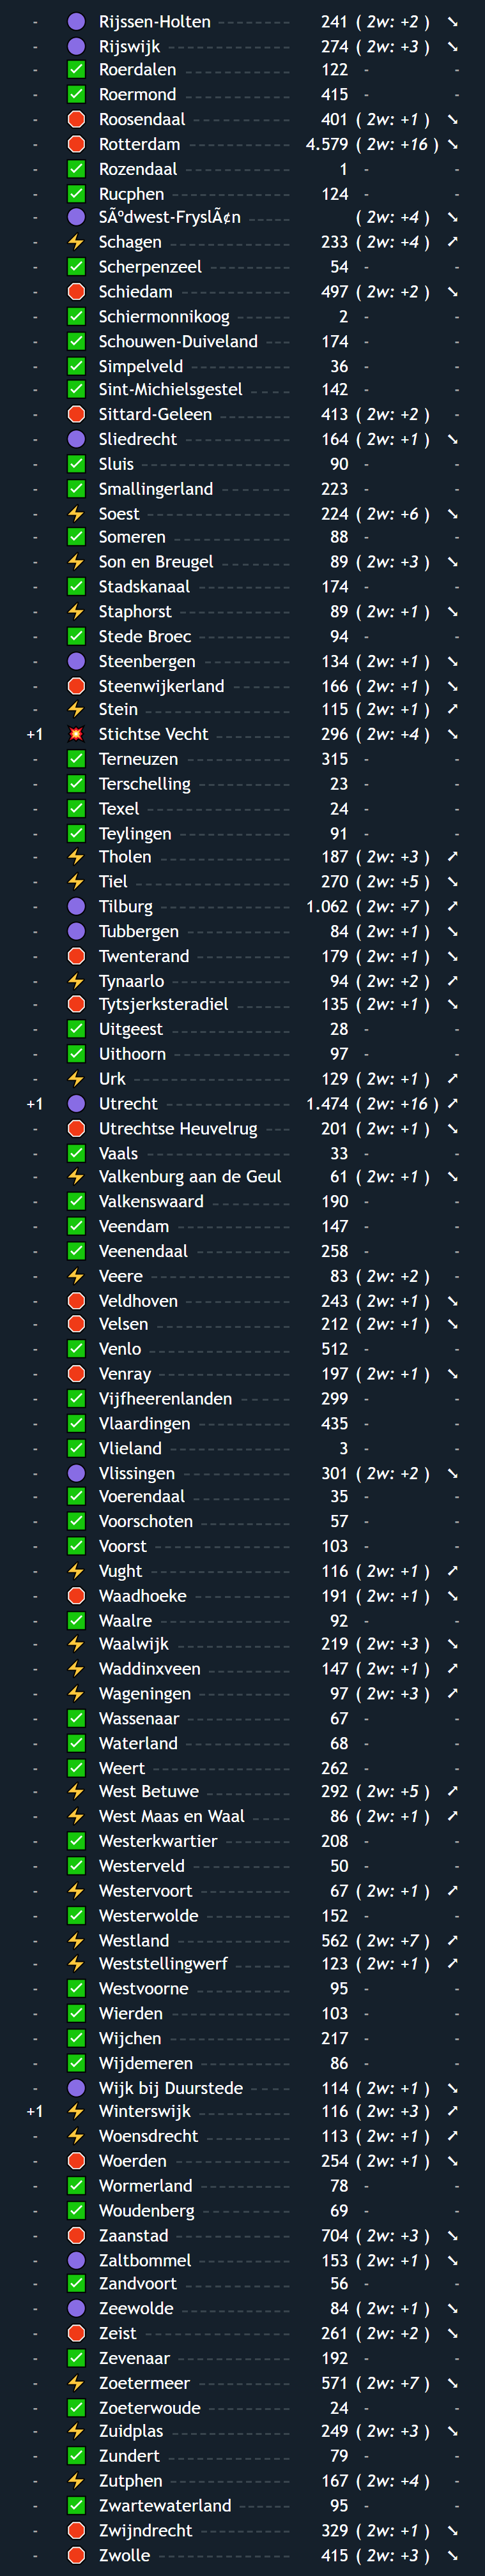 - Rijssen-Holten 241 ( 2w: +2 ) ↘
- Rijswijk 274 ( 2w: +3 ) ↘
- Roerdalen 122 - -
- Roermond 415 - -
- Roosendaal 401 ( 2w: +1 ) ↘
- Rotterdam 4.579 ( 2w: +16 ) ↘
- Rozendaal 1 - -
- Rucphen 124 - -
- SÃºdwest-FryslÃ¢n ( 2w: +4 ) ↘
- Schagen 233 ( 2w: +4 ) ↗
- Scherpenzeel 54 - -
- Schiedam 497 ( 2w: +2 ) ↘
- Schiermonnikoog 2 - -
- Schouwen-Duiveland 174 - -
- Simpelveld 36 - -
- Sint-Michielsgestel 142 - -
- Sittard-Geleen 413 ( 2w: +2 ) -
- Sliedrecht 164 ( 2w: +1 ) ↘
- Sluis 90 - -
- Smallingerland 223 - -
- Soest 224 ( 2w: +6 ) ↘
- Someren 88 - -
- Son en Breugel 89 ( 2w: +3 ) ↘
- Stadskanaal 174 - -
- Staphorst 89 ( 2w: +1 ) ↘
- Stede Broec 94 - -
- Steenbergen 134 ( 2w: +1 ) ↘
- Steenwijkerland 166 ( 2w: +1 ) ↘
- Stein 115 ( 2w: +1 ) ↗
+1 Stichtse Vecht 296 ( 2w: +4 ) ↘
- Terneuzen 315 - -
- Terschelling 23 - -
- Texel 24 - -
- Teylingen 91 - -
- Tholen 187 ( 2w: +3 ) ↗
- Tiel 270 ( 2w: +5 ) ↘
- Tilburg 1.062 ( 2w: +7 ) ↗
- Tubbergen 84 ( 2w: +1 ) ↘
- Twenterand 179 ( 2w: +1 ) ↘
- Tynaarlo 94 ( 2w: +2 ) ↗
- Tytsjerksteradiel 135 ( 2w: +1 ) ↘
- Uitgeest 28 - -
- Uithoorn 97 - -
- Urk 129 ( 2w: +1 ) ↗
+1 Utrecht 1.474 ( 2w: +16 ) ↗
- Utrechtse Heuvelrug 201 ( 2w: +1 ) ↘
- Vaals 33 - -
- Valkenburg aan de Geul 61 ( 2w: +1 ) ↘
- Valkenswaard 190 - -
- Veendam 147 - -
- Veenendaal 258 - -
- Veere 83 ( 2w: +2 ) -
- Veldhoven 243 ( 2w: +1 ) ↘
- Velsen 212 ( 2w: +1 ) ↘
- Venlo 512 - -
- Venray 197 ( 2w: +1 ) ↘
- Vijfheerenlanden 299 - -
- Vlaardingen 435 - -
- Vlieland 3 - -
- Vlissingen 301 ( 2w: +2 ) ↘
- Voerendaal 35 - -
- Voorschoten 57 - -
- Voorst 103 - -
- Vught 116 ( 2w: +1 ) ↗
- Waadhoeke 191 ( 2w: +1 ) ↘
- Waalre 92 - -
- Waalwijk 219 ( 2w: +3 ) ↘
- Waddinxveen 147 ( 2w: +1 ) ↗
- Wageningen 97 ( 2w: +3 ) ↗
- Wassenaar 67 - -
- Waterland 68 - -
- Weert 262 - -
- West Betuwe 292 ( 2w: +5 ) ↗
- West Maas en Waal 86 ( 2w: +1 ) ↗
- Westerkwartier 208 - -
- Westerveld 50 - -
- Westervoort 67 ( 2w: +1 ) ↗
- Westerwolde 152 - -
- Westland 562 ( 2w: +7 ) ↗
- Weststellingwerf 123 ( 2w: +1 ) ↗
- Westvoorne 95 - -
- Wierden 103 - -
- Wijchen 217 - -
- Wijdemeren 86 - -
- Wijk bij Duurstede 114 ( 2w: +1 ) ↘
+1 Winterswijk 116 ( 2w: +3 ) ↗
- Woensdrecht 113 ( 2w: +1 ) ↗
- Woerden 254 ( 2w: +1 ) ↘
- Wormerland 78 - -
- Woudenberg 69 - -
- Zaanstad 704 ( 2w: +3 ) ↘
- Zaltbommel 153 ( 2w: +1 ) ↘
- Zandvoort 56 - -
- Zeewolde 84 ( 2w: +1 ) ↘
- Zeist 261 ( 2w: +2 ) ↘
- Zevenaar 192 - -
- Zoetermeer 571 ( 2w: +7 ) ↘
- Zoeterwoude 24 - -
- Zuidplas 249 ( 2w: +3 ) ↘
- Zundert 79 - -
- Zutphen 167 ( 2w: +4 ) -
- Zwartewaterland 95 - -
- Zwijndrecht 329 ( 2w: +1 ) ↘
- Zwolle 415 ( 2w: +3 ) ↘